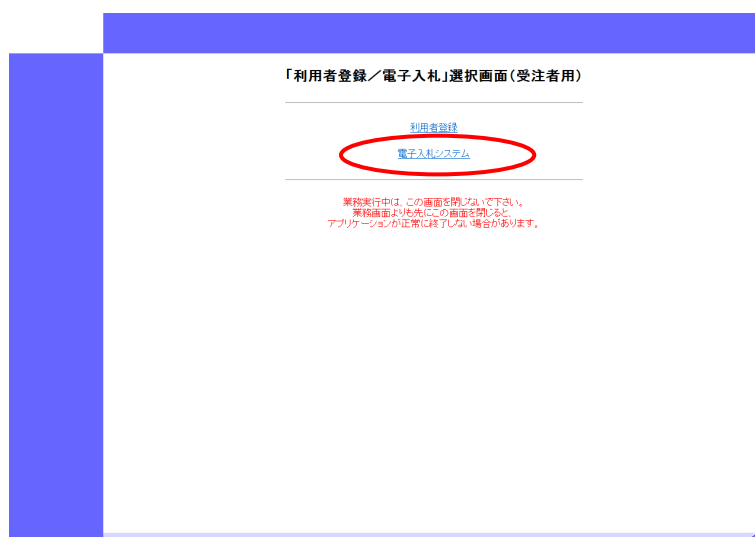 「利用者登録／電子入札」選択画面（受注者用）
利用者登録
電子入札システム
業務実行中は、この画面を閉じないで下さい。
業務画面よりも先にこの画面を閉じると、
アプリケーションが正常に終了しない場合があります。